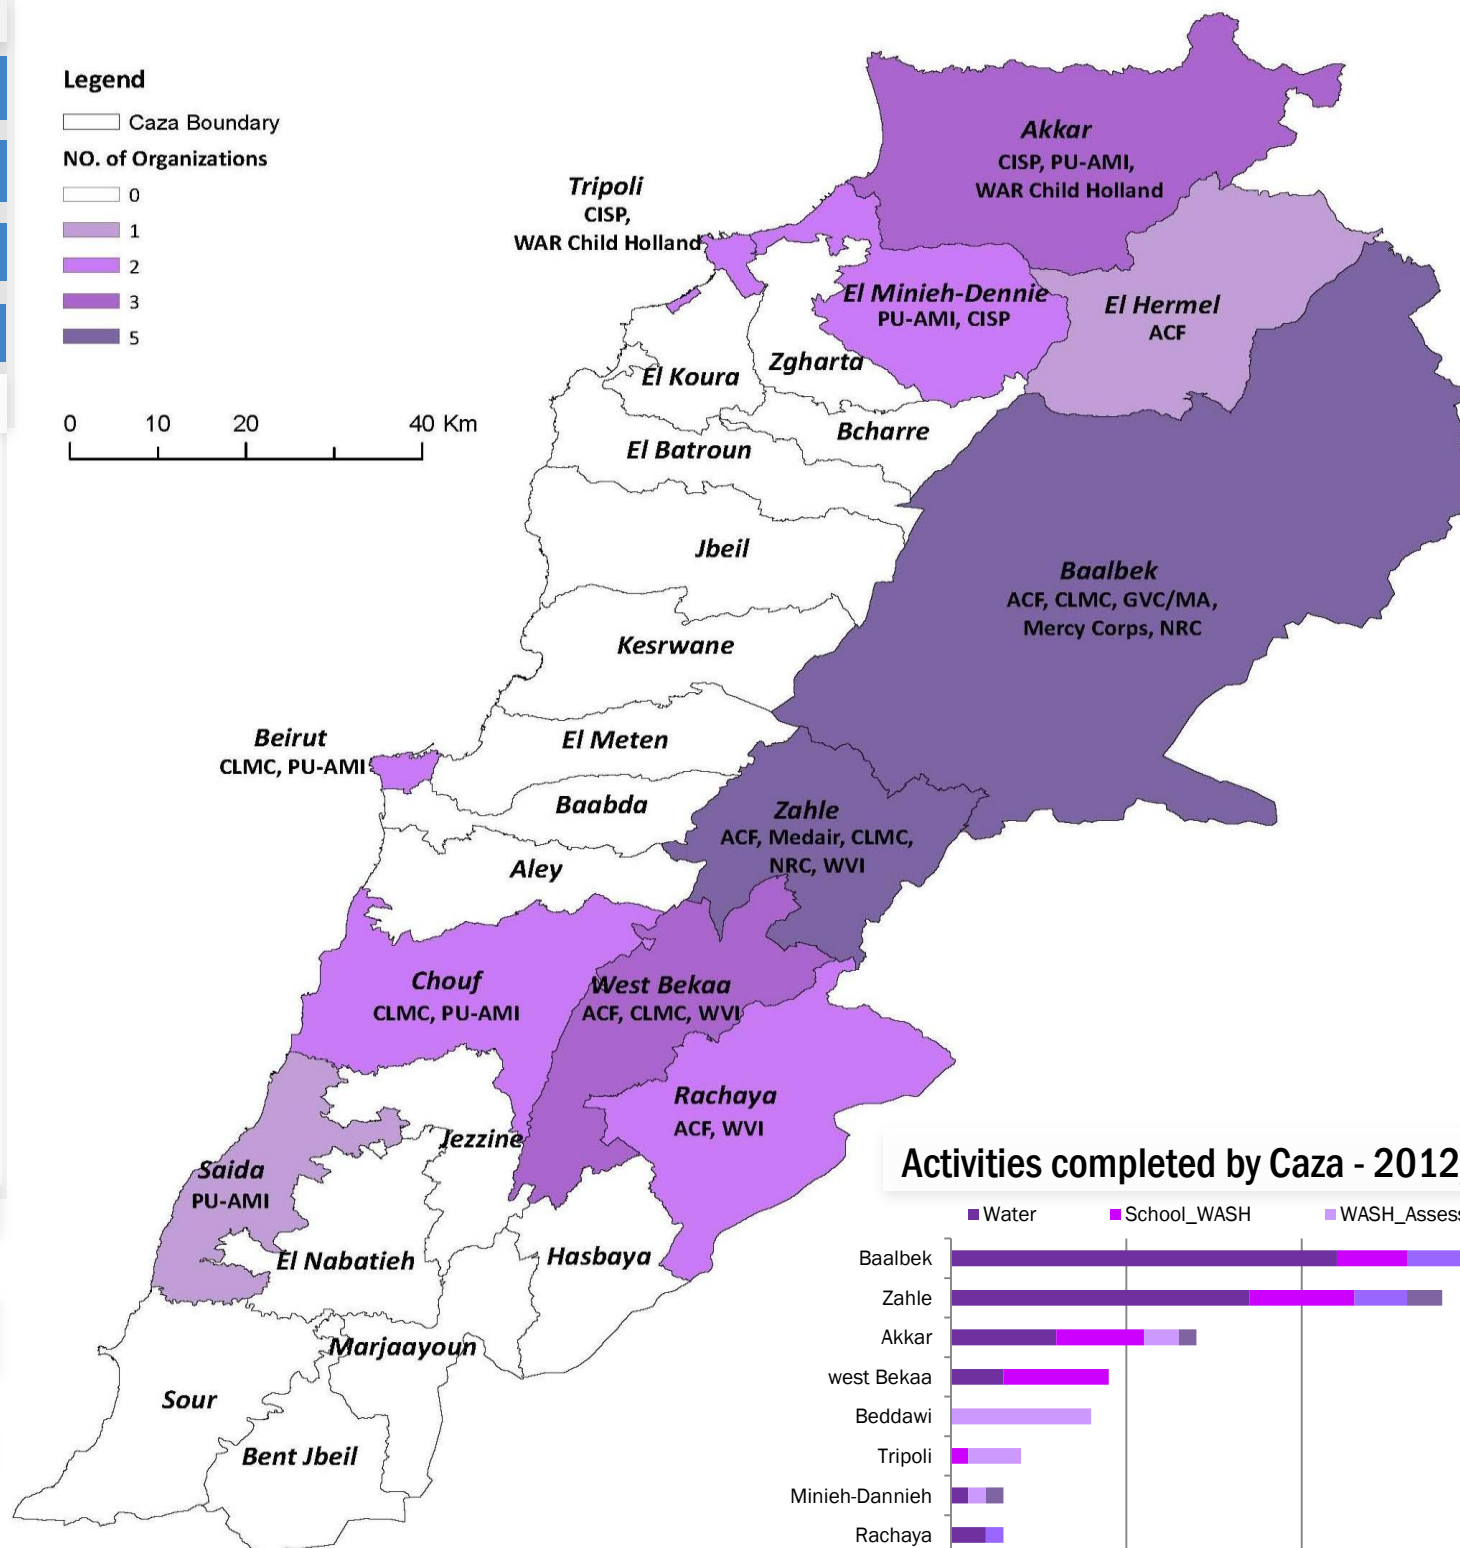 Legend
Caza Boundary
NO. of Organizations
0
1
2
3
5
0 10 20 40 Km
Akkar
CISP, PU-AMI,
WAR Child Holland
Tripoli
CISP,
WAR Child Holland
El Minieh-Dennie
PU-AMI, CISP
El Hermel
ACF
Zgharta
El Koura
Bcharre
El Batroun
Jbeil
Baalbek
ACF, CLMC, GVC/MA,
Mercy Corps, NRC
Kesrwane
Beirut
CLMC, PU-AMI
El Meten
Baabda
Zahle
ACF, Medair, CLMC,
NRC, WVI
Aley
Chouf
CLMC, PU-AMI
West Bekaa
ACF, CLMC, WVI
Rachaya
ACF, WVI
Jezzine
Saida
PU-AMI
El Nabatieh
Hasbaya
Marjaayoun
Sour
Bent Jbeil
Activities completed by Caza - 2012
Water School_WASH WASH_Assess
Baalbek
Zahle
Akkar
west Bekaa
Beddawi
Tripoli
Minieh-Dannieh
Rachaya